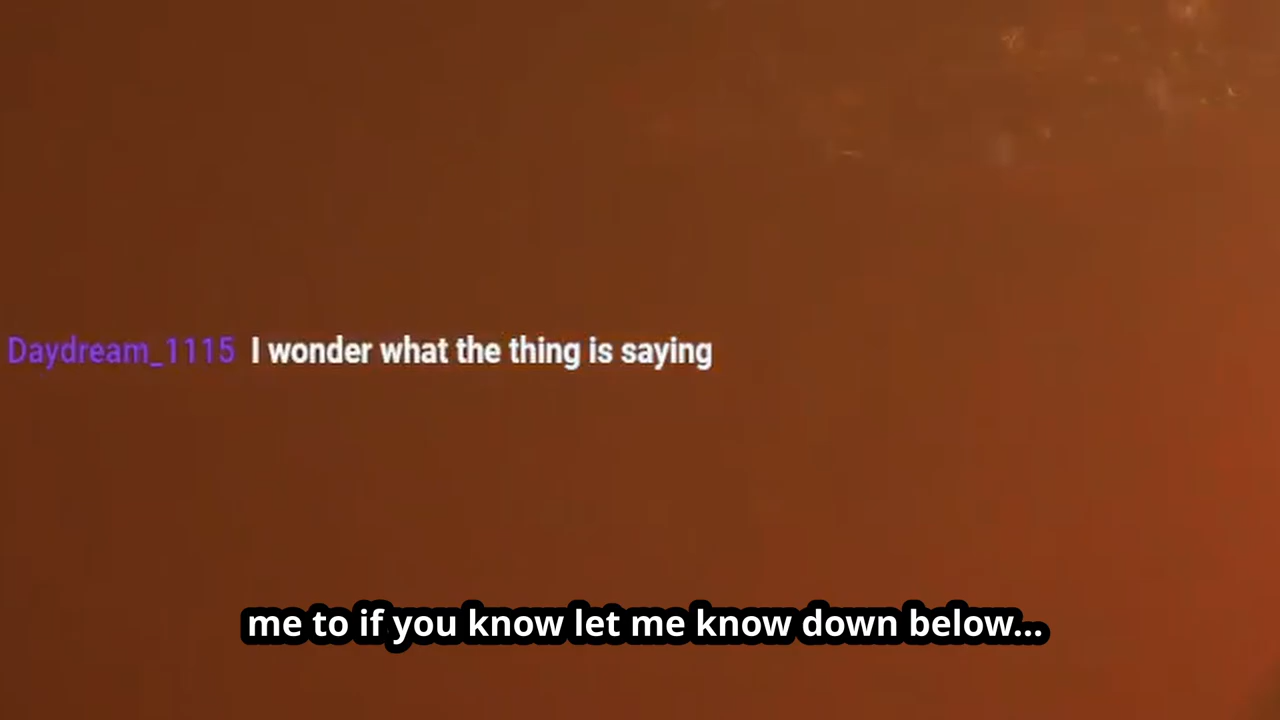 Daydream_1115 I wonder what the thing is saying
me to if you know let me know down below...